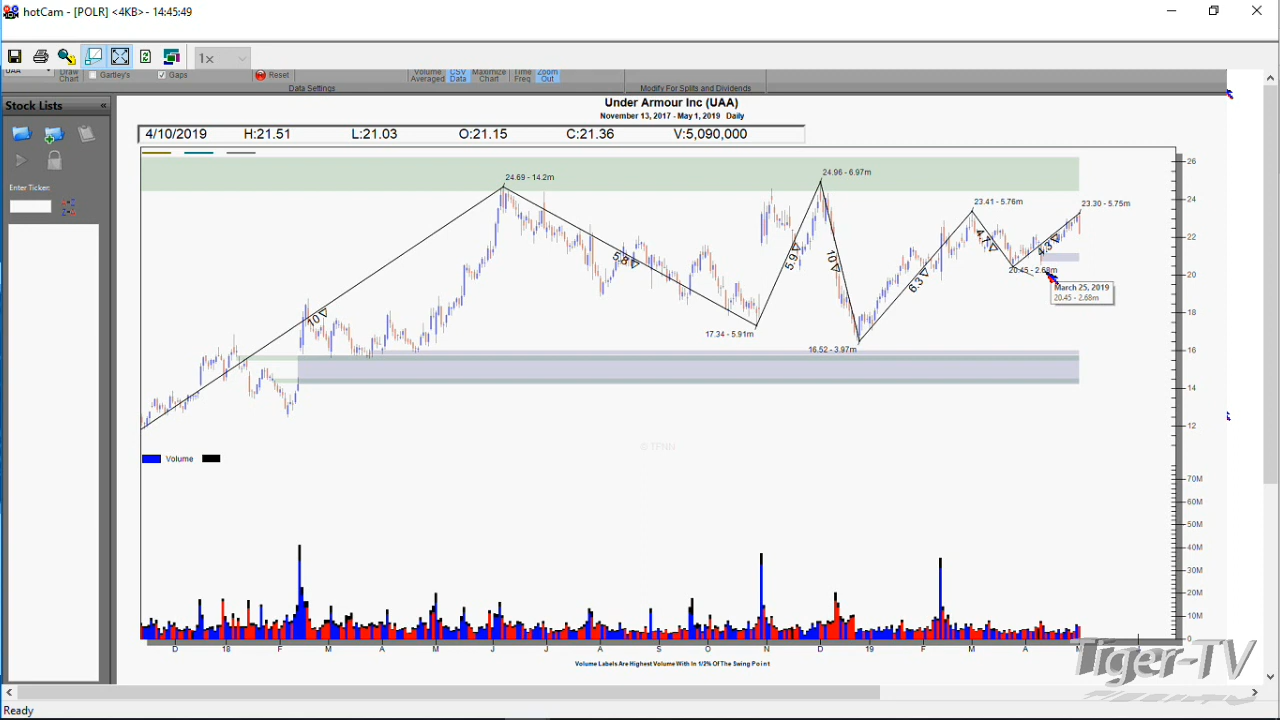 hotCam - [POLR] <4KB> - 14:45:49
1x
UAA Draw Chart Gartley's Gaps Reset Volume Averaged CSV Data Maximize Chart Time Freq Zoom Out
Data Settings Modify For Splits and Dividends
Stock Lists «
Enter Ticker:
Under Armour Inc (UAA)
November 13, 2017 - May 1, 2019 Daily
4/10/2019 H:21.51 L:21.03 O:21.15 C:21.36 V:5,090,000
24.69 - 14.2m
24.96 - 6.97m
23.41 - 5.76m
23.30 - 5.75m
17.34 - 5.91m
16.52 - 3.97m
20.45 - 2.68m
10
5.8
5.9
10
6.3
4.7
4.3
March 25, 2019
20.45 - 2.68m
26
24
22
20
18
16
14
12
© TFNN
Volume
70M
60M
50M
40M
30M
20M
10M
0
D 18 F M A M J J A S O N D 19 F M A M
Volume Labels Are Highest Volume With In 1/2% Of The Swing Point
Tiger-TV
Ready